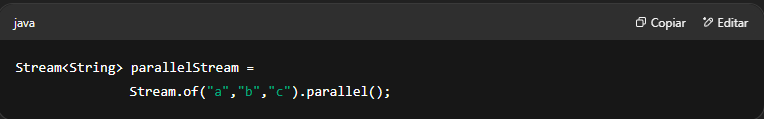 java Copiar Editar
Stream<String> parallelStream =
Stream.of("a","b","c").parallel();